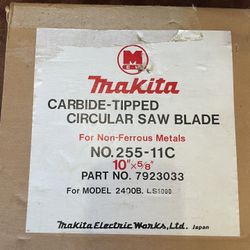 M
Makita
CARBIDE-TIPPED
CIRCULAR SAW BLADE
For Non-Ferrous Metals
NO.255-11C
10"×5/8"
PART NO. 7923033
For MODEL 2400B. LS1000
Makita Electric Works, Ltd. Japan